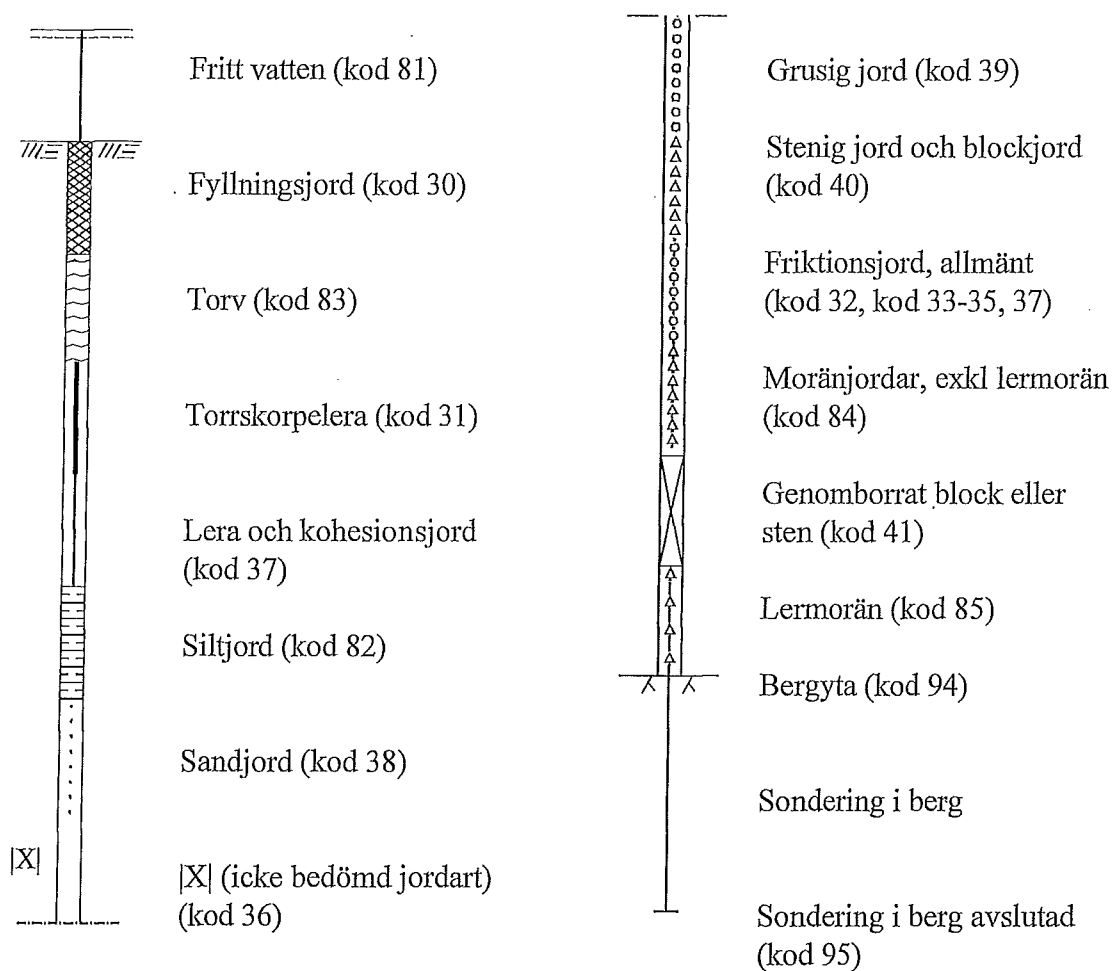 Fritt vatten (kod 81)
Fyllningsjord (kod 30)
Torv (kod 83)
Torrskorpelera (kod 31)
Lera och kohesionsjord
(kod 37)
Siltjord (kod 82)
Sandjord (kod 38)
|X|
|X| (icke bedömd jordart)
(kod 36)
Grusig jord (kod 39)
Stenig jord och blockjord
(kod 40)
Friktionsjord, allmänt
(kod 32, kod 33-35, 37)
Moränjordar, exkl lermorän
(kod 84)
Genomborrat block eller
sten (kod 41)
Lermorän (kod 85)
Bergyta (kod 94)
Sondering i berg
Sondering i berg avslutad
(kod 95)